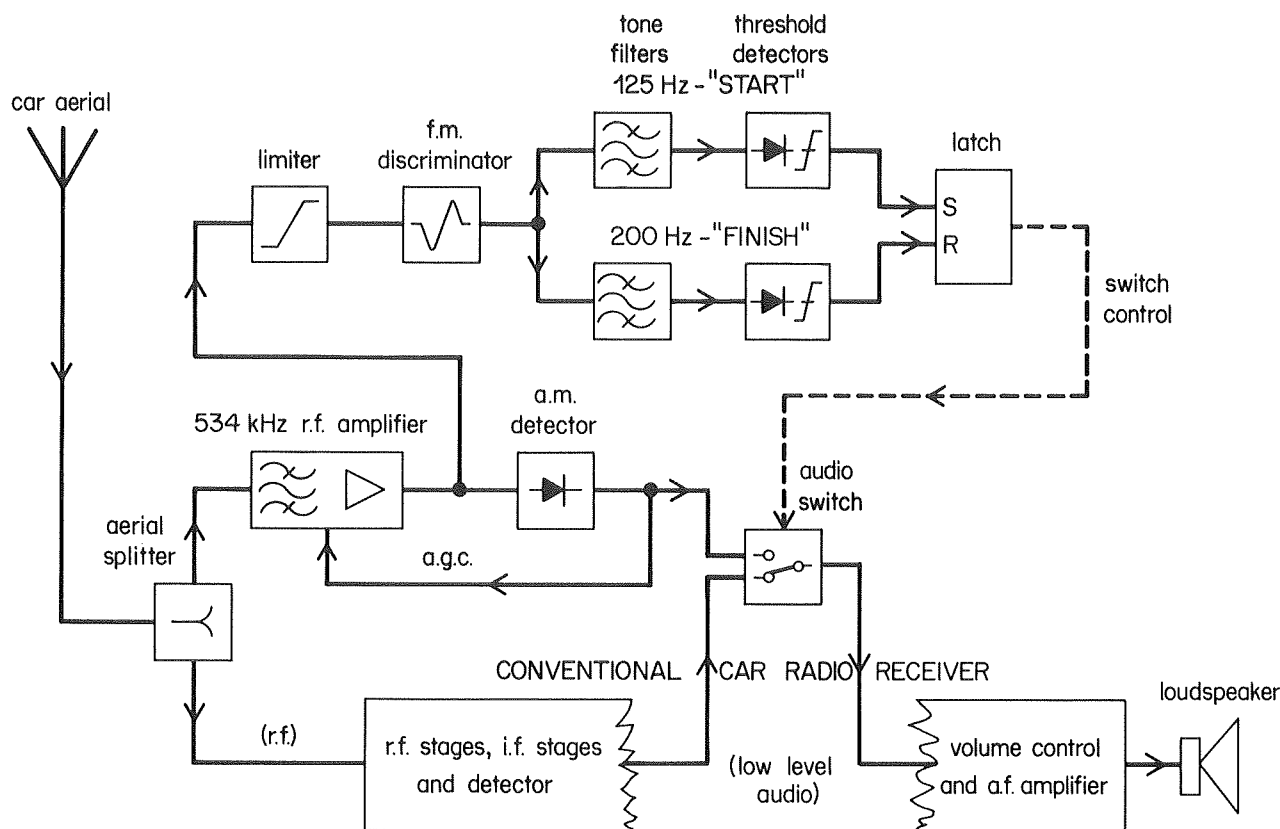 tone
filters
threshold
detectors
125 Hz - "START"
car aerial
limiter
f.m.
discriminator
latch
S
R
200 Hz - "FINISH"
switch
control
534 kHz r.f. amplifier
a.m.
detector
audio
switch
aerial
splitter
a.g.c.
CONVENTIONAL CAR RADIO RECEIVER
loudspeaker
(r.f.)
r.f. stages, i.f. stages
and detector
(low level
audio)
volume control
and a.f. amplifier